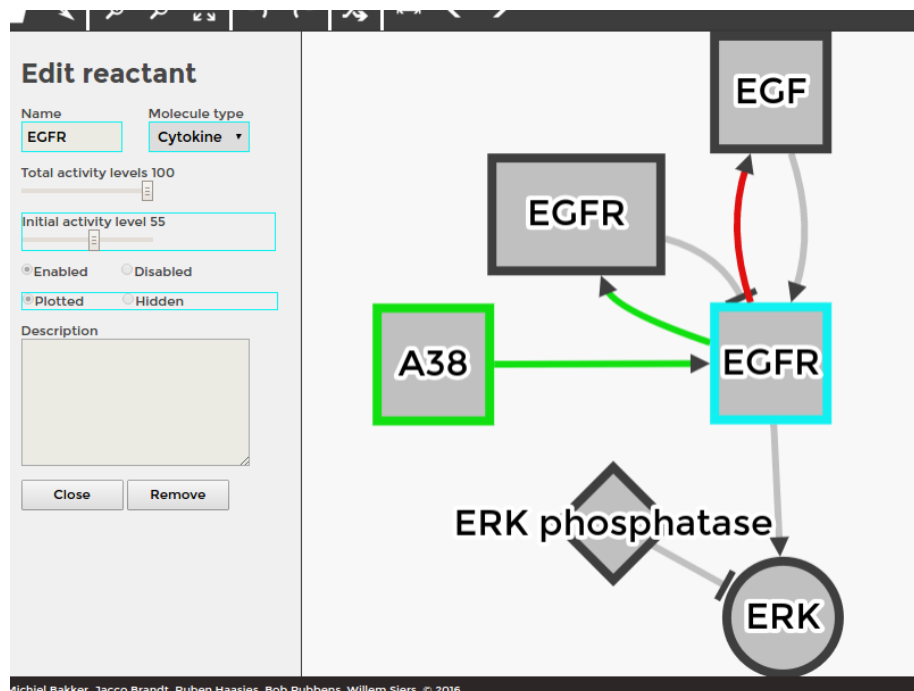 Edit reactant
Name
Molecule type
EGFR
Cytokine
Total activity levels 100
Initial activity level 55
Enabled
Disabled
Plotted
Hidden
Description
Close
Remove
EGF
EGFR
A38
EGFR
ERK phosphatase
ERK
Michiel Bakker, Jacco Brandt, Ruben Haasjes, Bob Rubbens, Willem Siers, © 2016